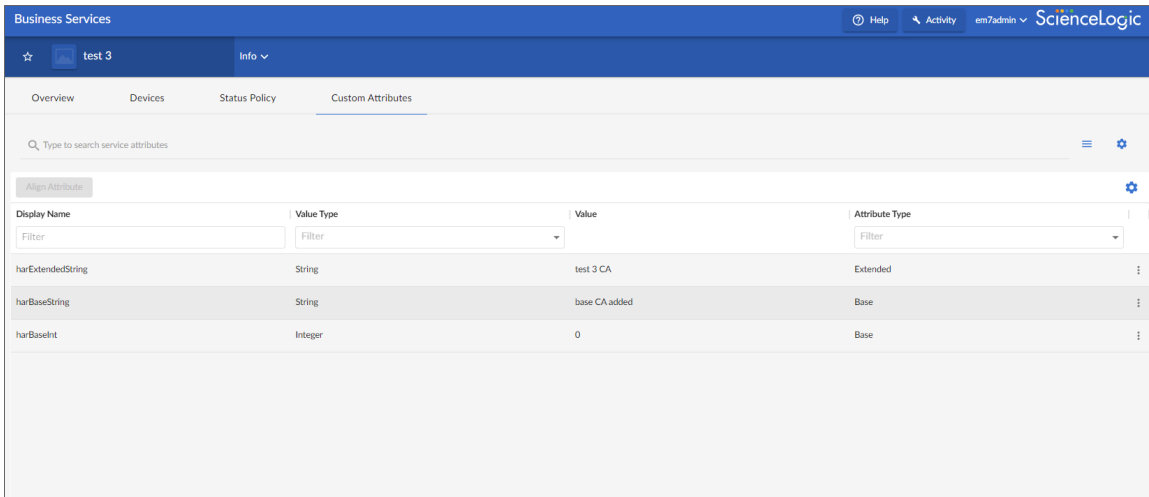 Business Services
Help Activity em7admin ScienceLogic
test 3 Info
Overview Devices Status Policy Custom Attributes
Type to search service attributes
Align Attribute
Display Name Value Type Value Attribute Type
Filter Filter Filter
harExtendedString String test 3 CA Extended
harBaseString String base CA added Base
harBaseInt Integer 0 Base